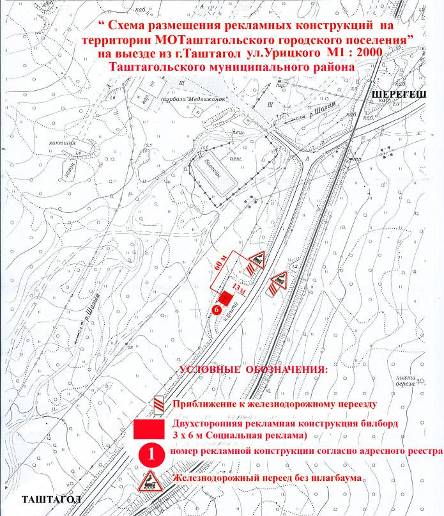 “ Схема размещения рекламных конструкций на
территории МОТаштагольского городского поселения”
на выезде из г.Таштагол ул.Урицкого М1 : 2000
Таштагольского муниципального района
ШЕРЕГЕШ
60 м
13 м
6
УСЛОВНЫЕ ОБОЗНАЧЕНИЯ:
Приближение к железнодорожному переезду
Двухсторонняя рекламная конструкция билборд
3 х 6 м Социальная реклама)
1
номер рекламной конструкции согласно адресного реестра
Железнодорожный переед без шлагбаума
ТАШТАГОЛ